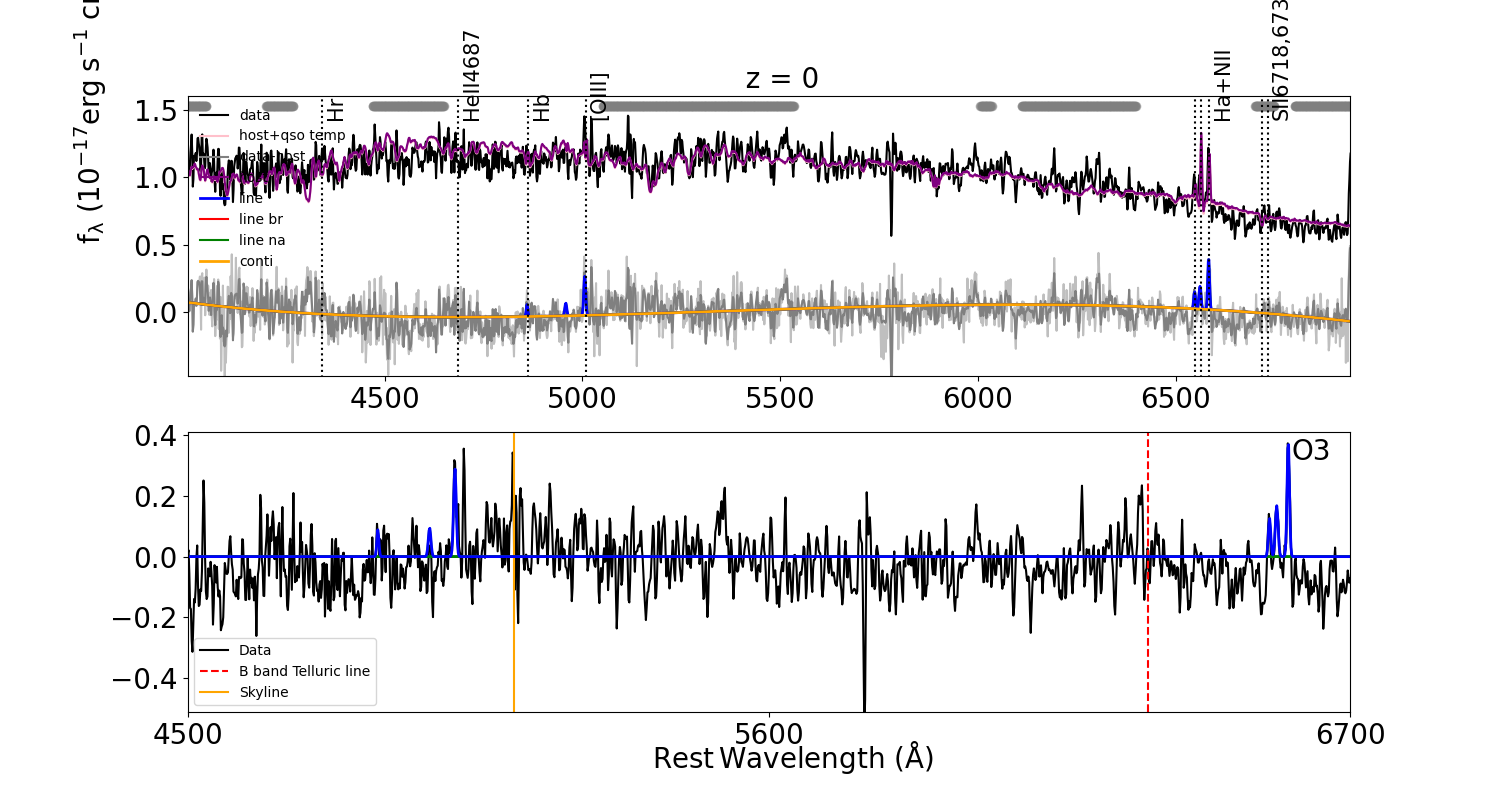 z = 0
f_λ (10^−17 erg s^−1 c
Hr
HeII4687
Hb
[OIII]
Ha+NII
SII6718,673
1.5
1.0
0.5
0.0
data
host+qso temp
data-host
line
line br
line na
conti
4500
5000
5500
6000
6500
0.4
0.2
0.0
−0.2
−0.4
O3
Data
B band Telluric line
Skyline
4500
5600
6700
Rest Wavelength (Å)